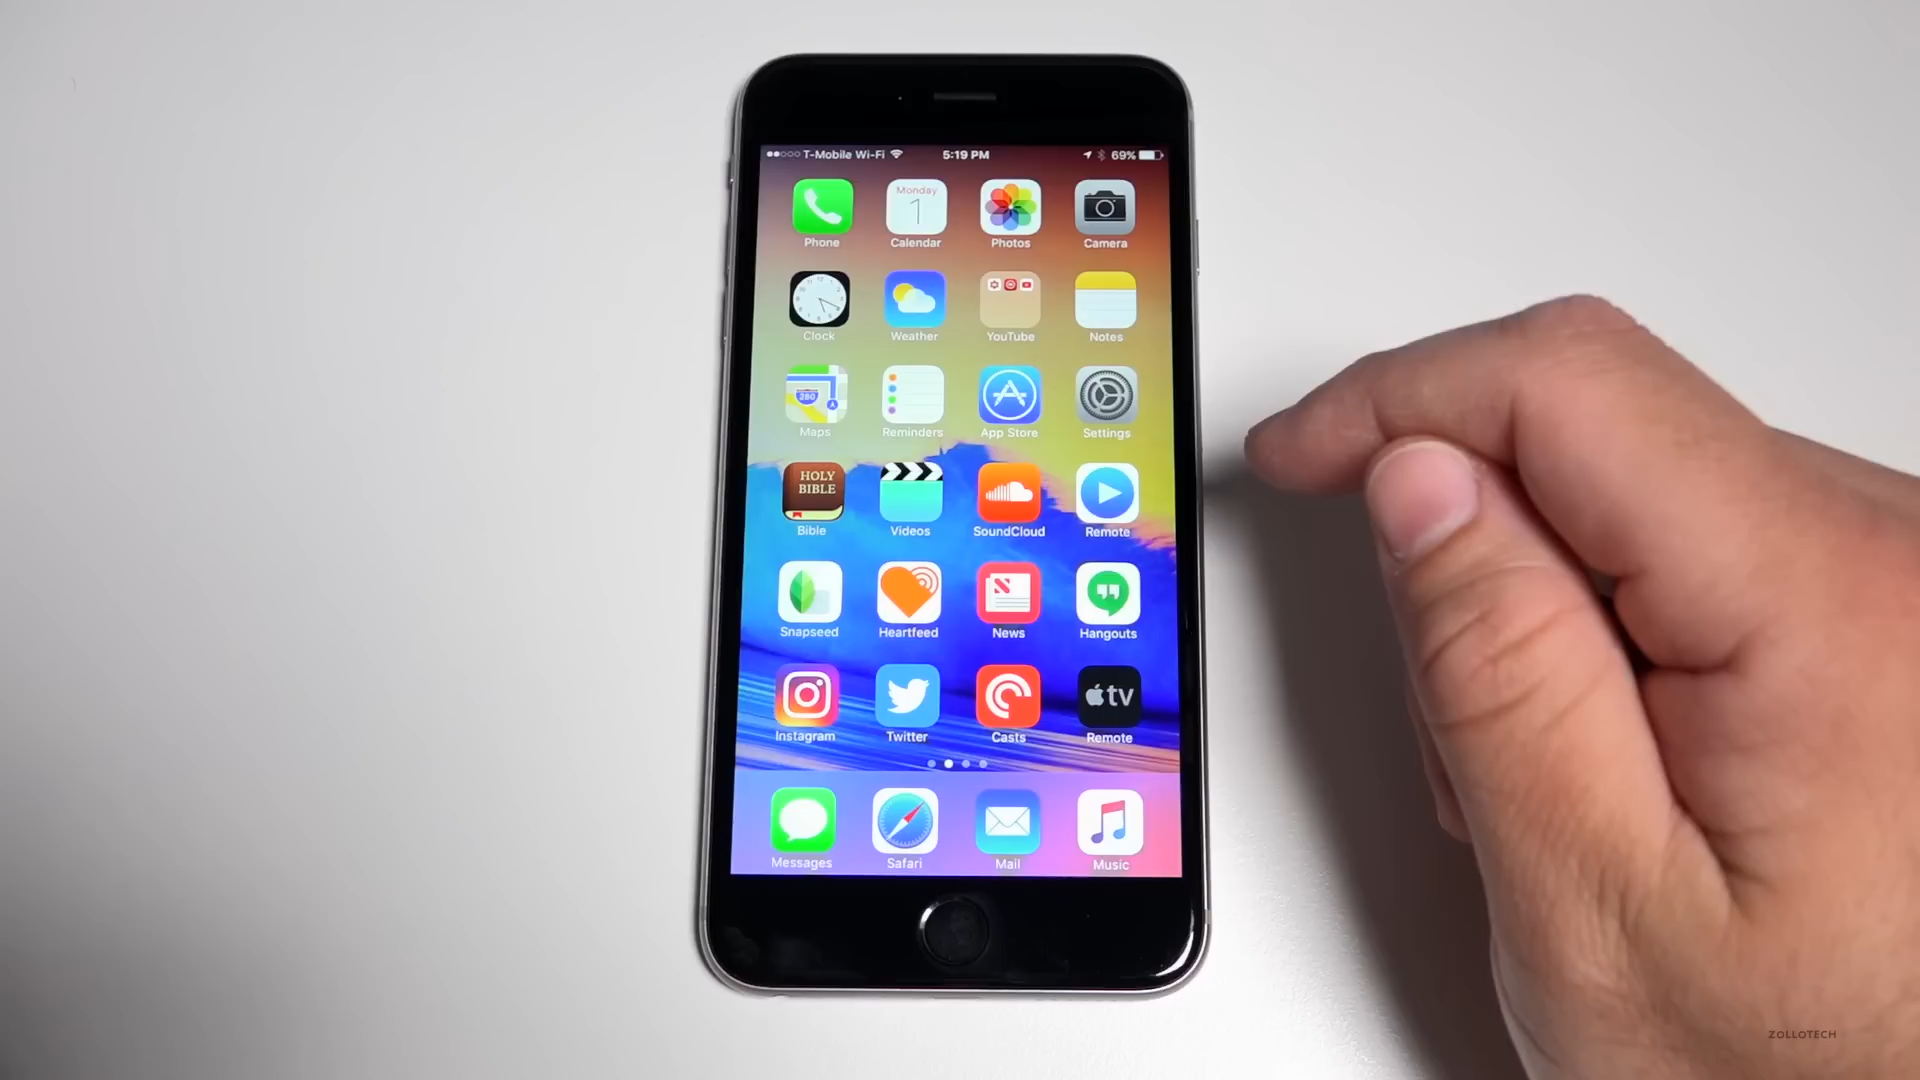 T-Mobile Wi-Fi 5:19 PM 69%
Monday
1
Phone Calendar Photos Camera
Clock Weather YouTube Notes
280
Maps Reminders App Store Settings
HOLY
BIBLE
Bible Videos SoundCloud Remote
Snapseed Heartfeed News Hangouts
tv
Instagram Twitter Casts Remote
Messages Safari Mail Music
ZOLLOTECH